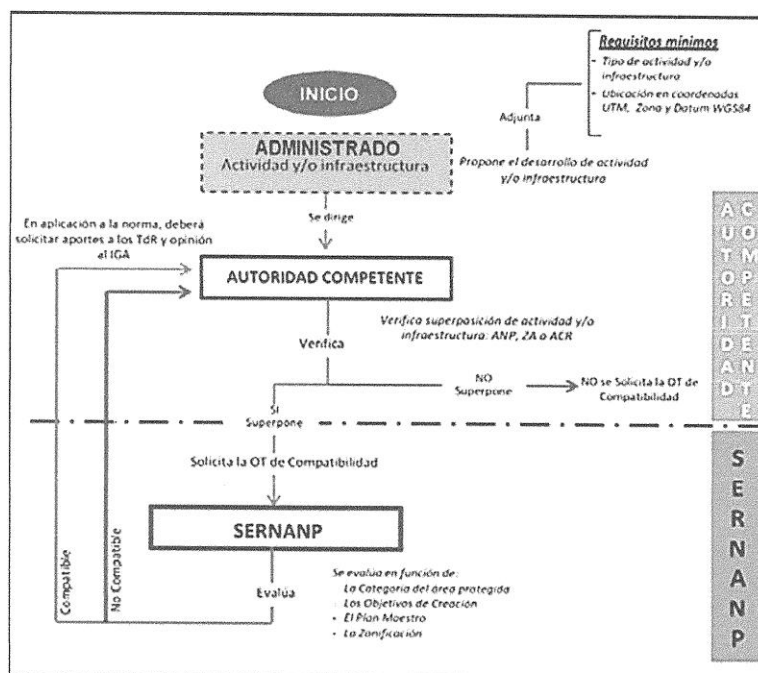 INICIO
Requisitos mínimos
- Tipo de actividad y/o
infraestructura
- Ubicación en coordenadas
UTM, Zona y Datum WGS84
Adjunta
ADMINISTRADO
Actividad y/o infraestructura
Propone el desarrollo de actividad
y/o infraestructura
Se dirige
En aplicación a la norma, deberá
solicitar aportes a los TdR y opinión
al IGA
AUTORIDAD COMPETENTE
Verifica superposición de actividad y/o
infraestructura: ANP, ZA o ACR
Verifica
NO
Superpone
NO se Solicita la OT de
Compatibilidad
SI
Superpone
AUTORIDAD
COMPETENTE
Solicita la OT de Compatibilidad
SERNANP
Evalúa
Se evalúa en función de:
La Categoría del área protegida
Los Objetivos de Creación
- El Plan Maestro
- La Zonificación
Compatible
No Compatible
SERNANP